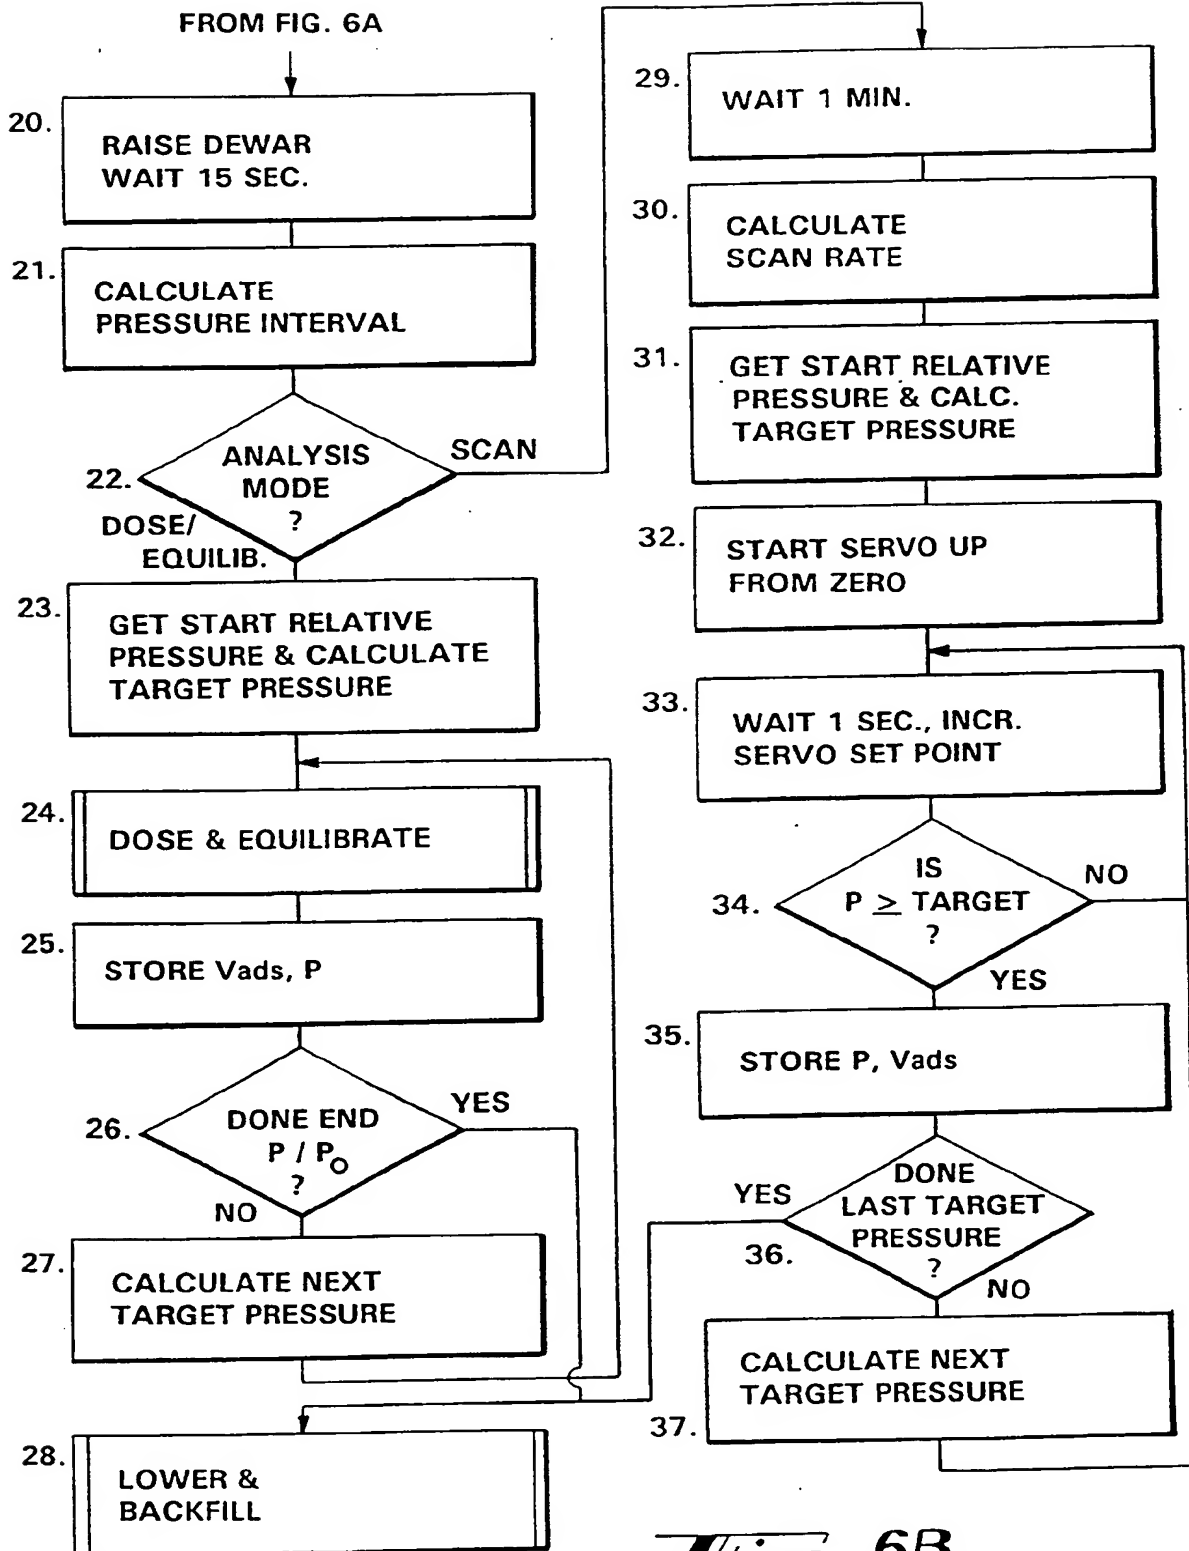 FROM FIG. 6A
20.
RAISE DEWAR
WAIT 15 SEC.
21.
CALCULATE
PRESSURE INTERVAL
22.
ANALYSIS
MODE
?
SCAN
DOSE/
EQUILIB.
23.
GET START RELATIVE
PRESSURE & CALCULATE
TARGET PRESSURE
24.
DOSE & EQUILIBRATE
25.
STORE Vads, P
26.
DONE END
P / PO
?
YES
NO
27.
CALCULATE NEXT
TARGET PRESSURE
28.
LOWER &
BACKFILL
29.
WAIT 1 MIN.
30.
CALCULATE
SCAN RATE
31.
GET START RELATIVE
PRESSURE & CALC.
TARGET PRESSURE
32.
START SERVO UP
FROM ZERO
33.
WAIT 1 SEC., INCR.
SERVO SET POINT
34.
IS
P ≥ TARGET
?
NO
YES
35.
STORE P, Vads
36.
DONE
LAST TARGET
PRESSURE
?
YES
NO
37.
CALCULATE NEXT
TARGET PRESSURE
6B